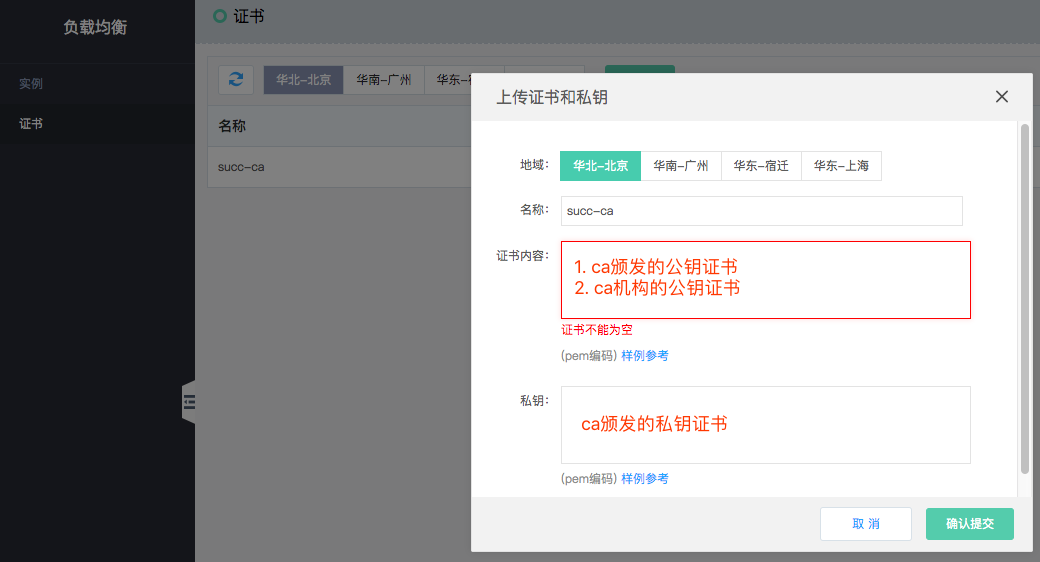 负载均衡
实例
证书
证书
华北-北京
华南-广州
名称
succ-ca
上传证书和私钥
地域：
华北-北京
华南-广州
华东-宿迁
华东-上海
名称：
succ-ca
证书内容：
1. ca颁发的公钥证书
2. ca机构的公钥证书
证书不能为空
(pem编码) 样例参考
私钥：
ca颁发的私钥证书
(pem编码) 样例参考
取 消
确认提交